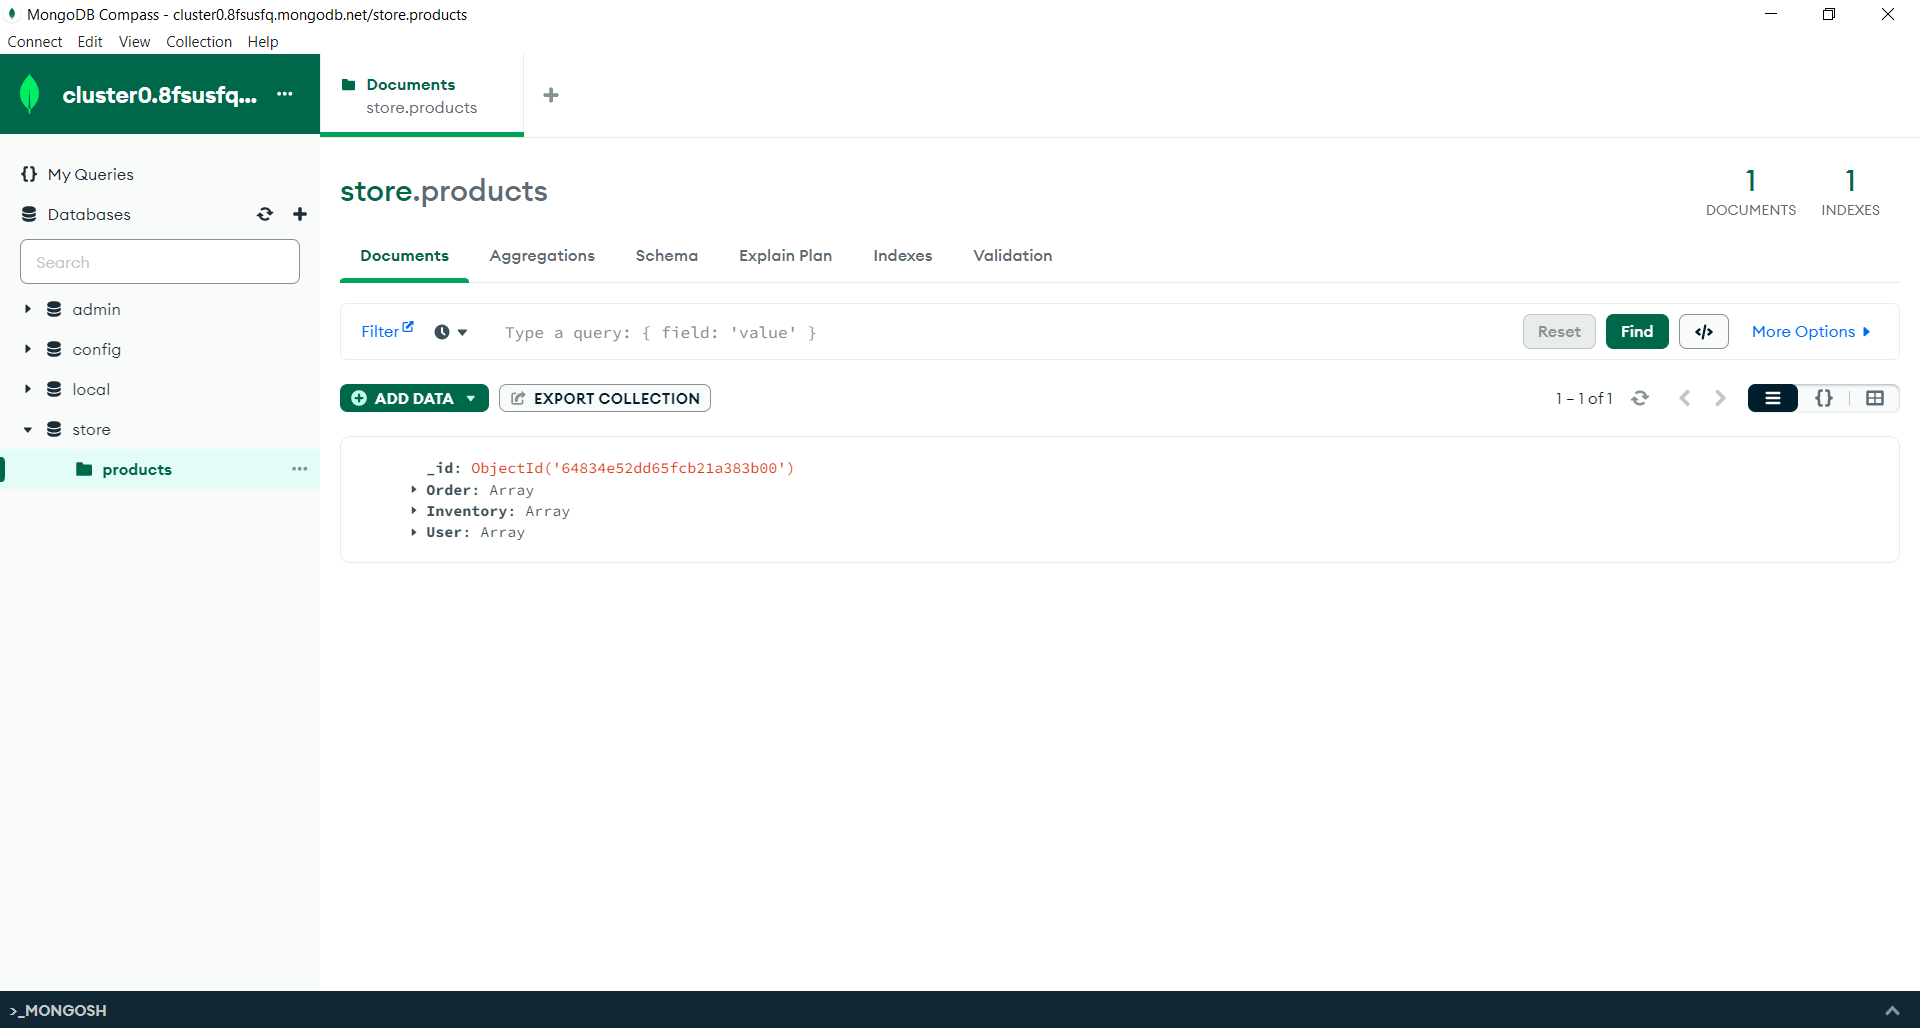 MongoDB Compass - cluster0.8fsusfq.mongodb.net/store.products
Connect Edit View Collection Help
cluster0.8fsusfq... ···
Documents
store.products
{} My Queries
Databases
Search
admin
config
local
store
products ···
store.products
1 DOCUMENTS
1 INDEXES
Documents Aggregations Schema Explain Plan Indexes Validation
Filter Type a query: { field: 'value' } Reset Find </> More Options
ADD DATA EXPORT COLLECTION 1 – 1 of 1 {}
_id: ObjectId('64834e52dd65fcb21a383b00')
Order: Array
Inventory: Array
User: Array
>_MONGOSH